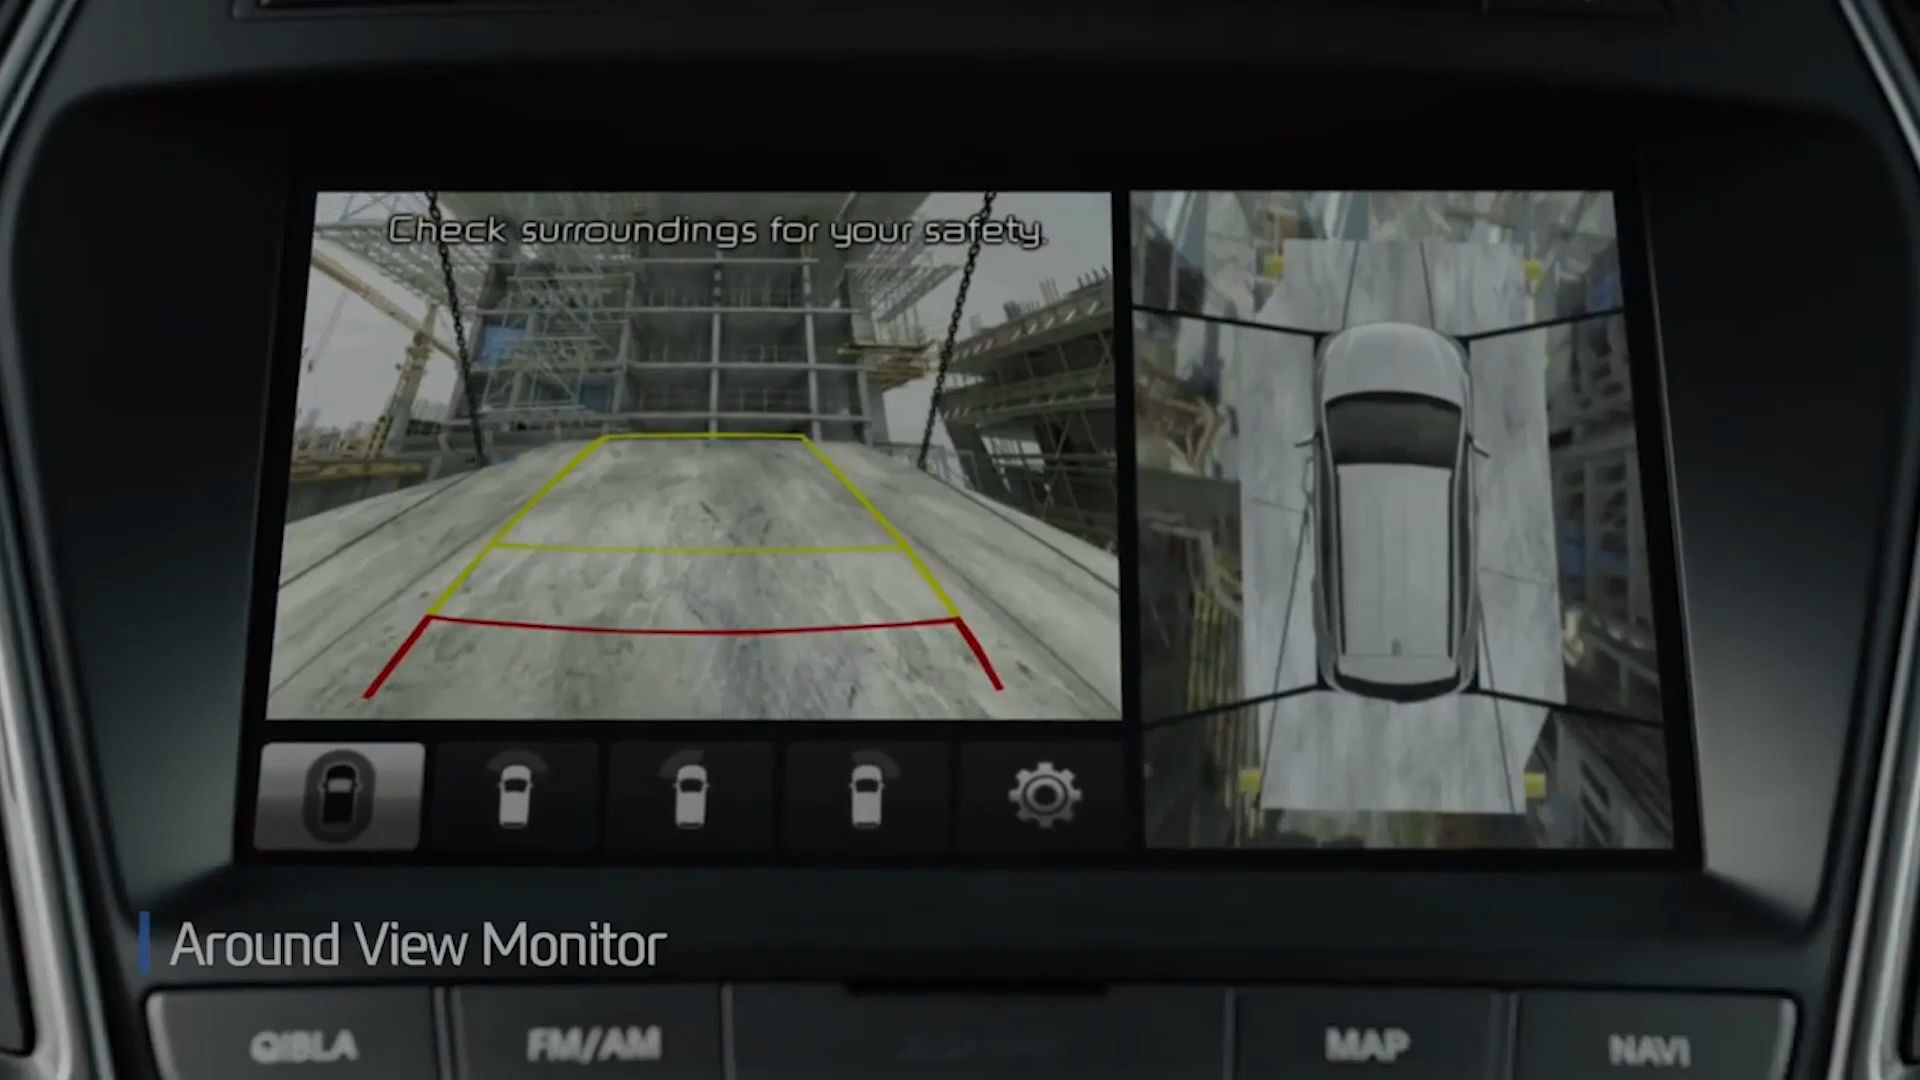 Check surroundings for your safety.
Around View Monitor
QIBLA
FM/AM
MAP
NAVI